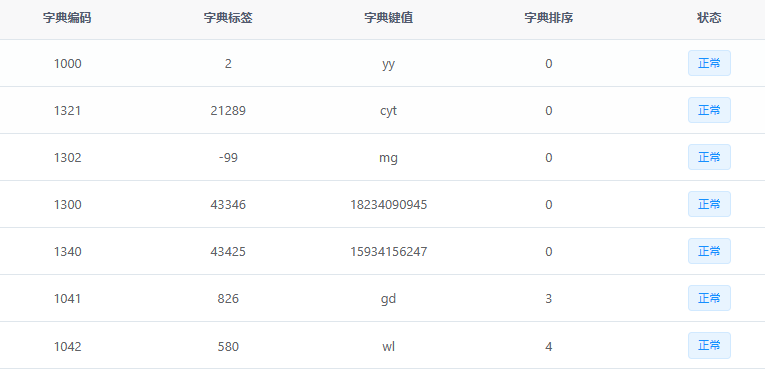 字典编码 字典标签 字典键值 字典排序 状态
1000 2 yy 0 正常
1321 21289 cyt 0 正常
1302 -99 mg 0 正常
1300 43346 18234090945 0 正常
1340 43425 15934156247 0 正常
1041 826 gd 3 正常
1042 580 wl 4 正常